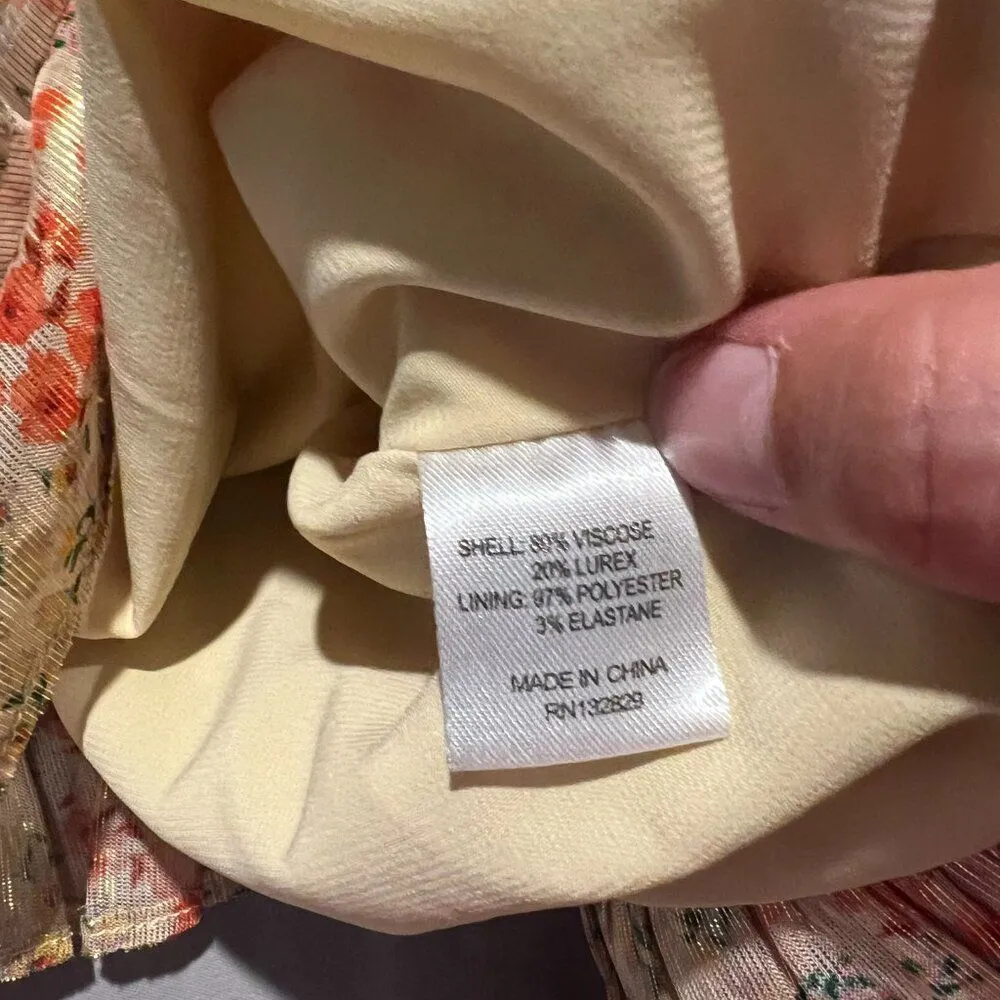 SHELL: 80% VISCOSE
20% LUREX
LINING: 97% POLYESTER
3% ELASTANE
MADE IN CHINA
RN132829